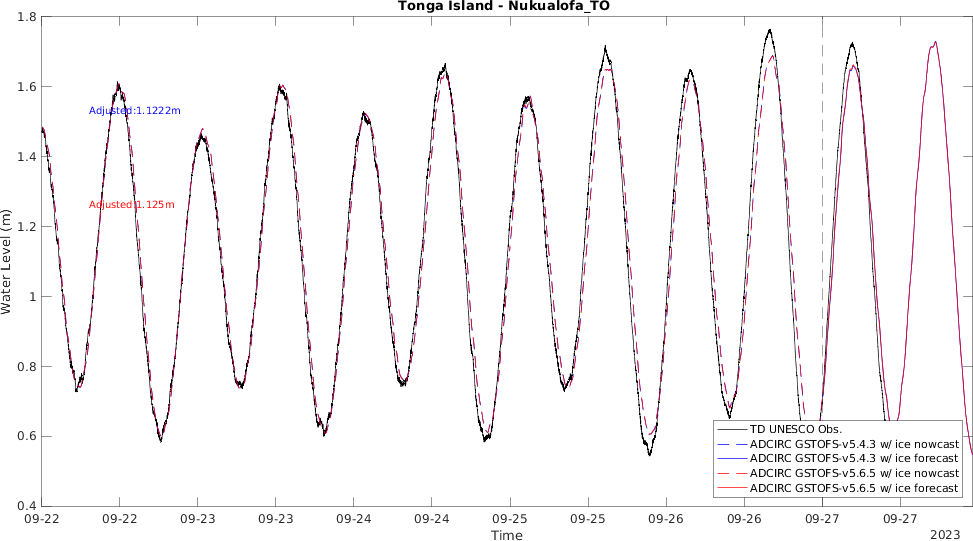 Tonga Island - Nukualofa_TO
1.8
1.6
1.4
1.2
1
0.8
0.6
0.4
Water Level (m)
Adjusted:1.1222m
Adjusted:1.125m
TD UNESCO Obs.
ADCIRC GSTOFS-v5.4.3 w/ ice nowcast
ADCIRC GSTOFS-v5.4.3 w/ ice forecast
ADCIRC GSTOFS-v5.6.5 w/ ice nowcast
ADCIRC GSTOFS-v5.6.5 w/ ice forecast
09-22 09-22 09-23 09-23 09-24 09-24 09-25 09-25 09-26 09-26 09-27 09-27
Time
2023